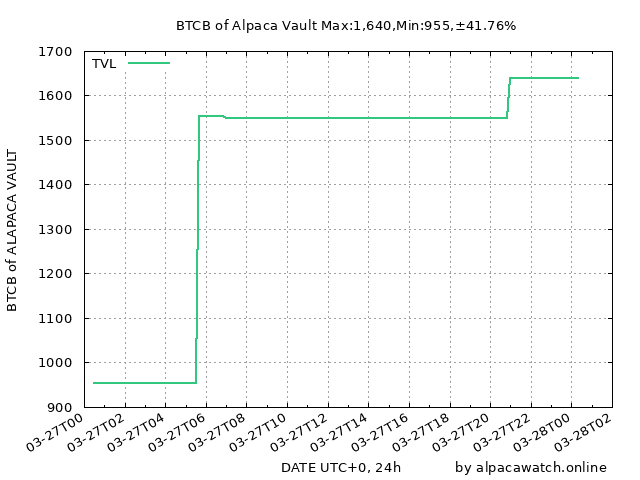 BTCB of Alpaca Vault Max:1,640,Min:955,±41.76%
TVL
1700
1600
1500
1400
1300
1200
1100
1000
900
BTCB of ALAPACA VAULT
03-27T00
03-27T02
03-27T04
03-27T06
03-27T08
03-27T10
03-27T12
03-27T14
03-27T16
03-27T18
03-27T20
03-27T22
03-28T00
03-28T02
DATE UTC+0, 24h
by alpacawatch.online